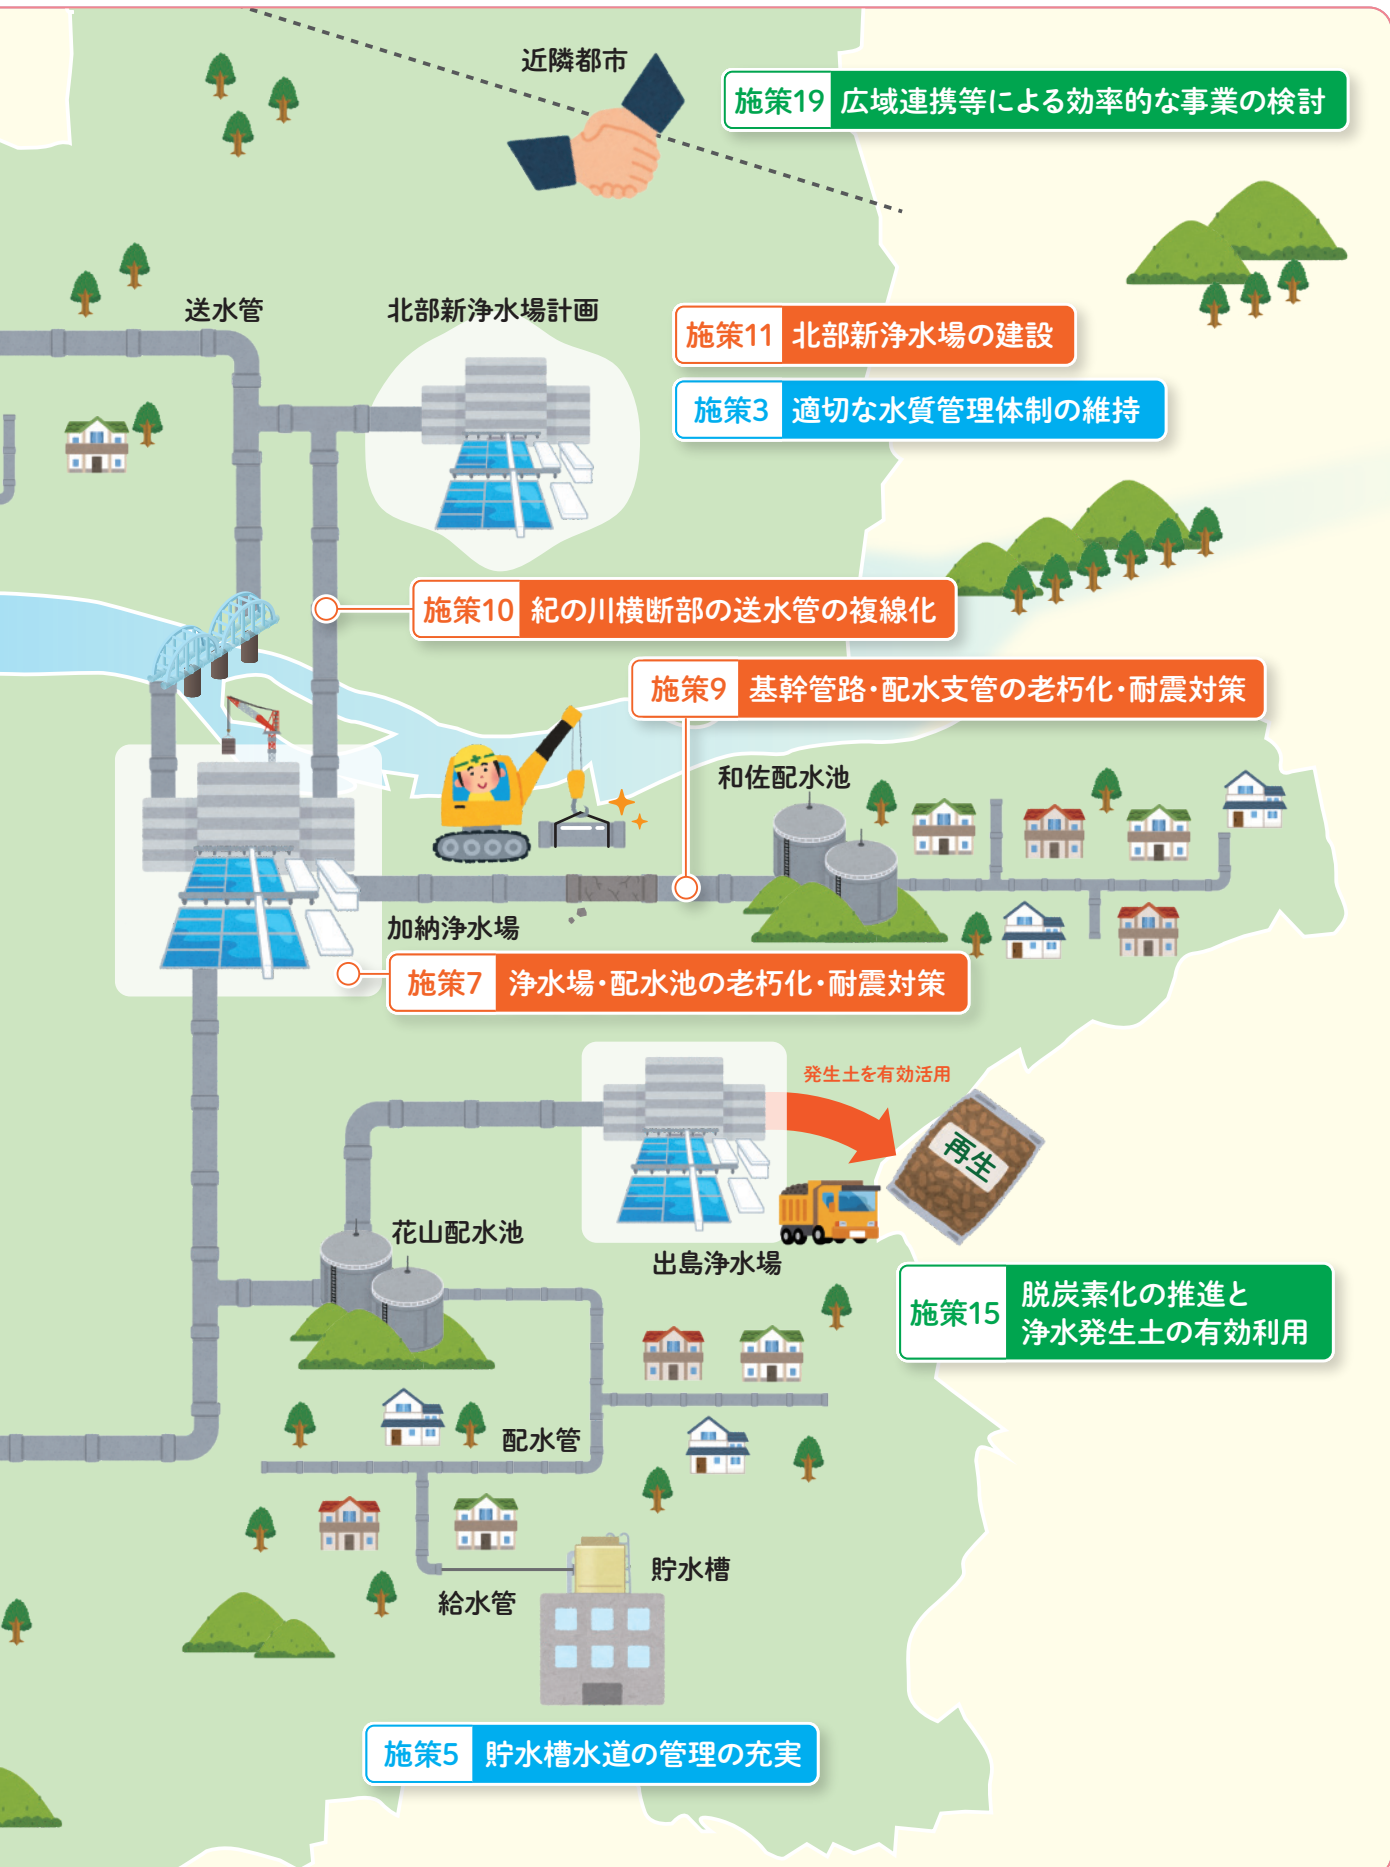 近隣都市
施策19 広域連携等による効率的な事業の検討
送水管
北部新浄水場計画
施策11 北部新浄水場の建設
施策3 適切な水質管理体制の維持
施策10 紀の川横断部の送水管の複線化
施策9 基幹管路・配水支管の老朽化・耐震対策
和佐配水池
加納浄水場
施策7 浄水場・配水池の老朽化・耐震対策
発生土を有効活用
再生
花山配水池
出島浄水場
施策15 脱炭素化の推進と
浄水発生土の有効利用
配水管
貯水槽
給水管
施策5 貯水槽水道の管理の充実